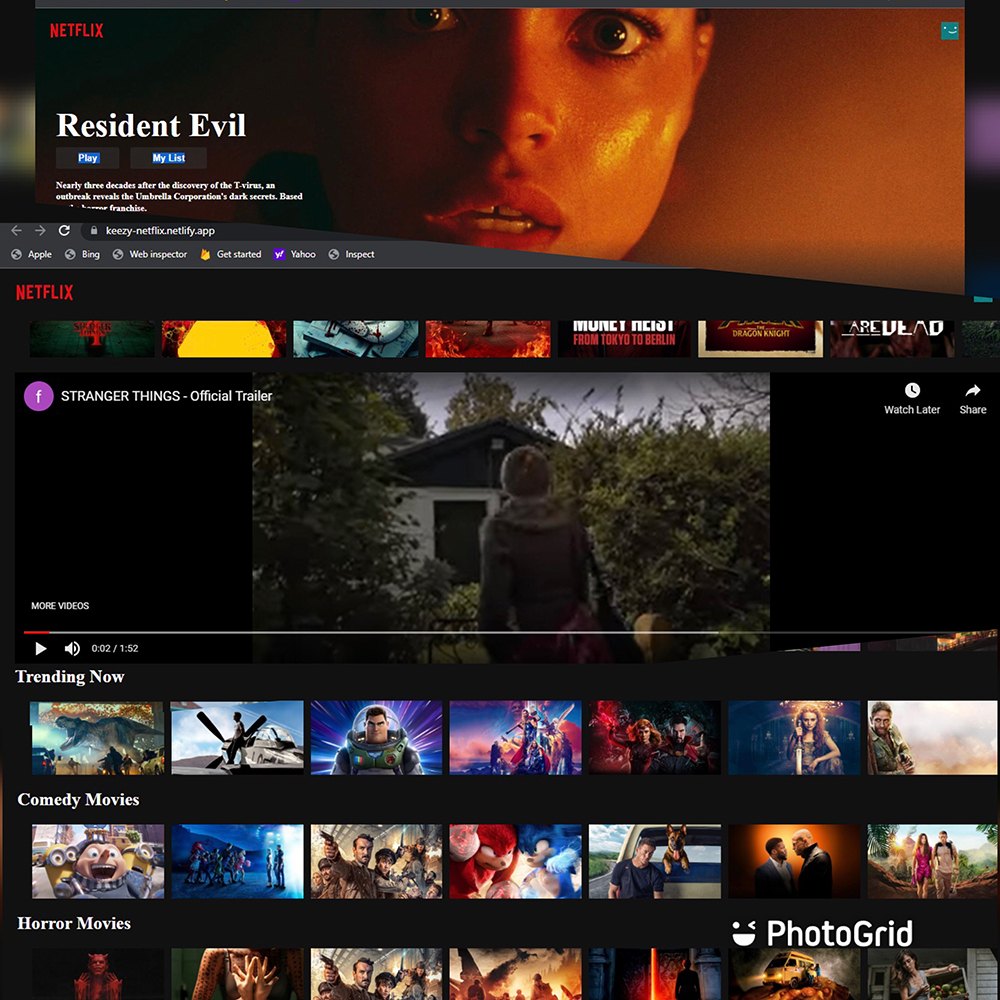 NETFLIX
Resident Evil
Play
My List
Nearly three decades after the discovery of the T-virus, an
outbreak reveals the Umbrella Corporation's dark secrets. Based
horror franchise.
keezy-netflix.netlify.app
Apple
Bing
Web inspector
Get started
Yahoo
Inspect
NETFLIX
MONEY HEIST
FROM TOKYO TO BERLIN
THE
DRAGON KNIGHT
ARE DEAD
f
STRANGER THINGS - Official Trailer
Watch Later
Share
MORE VIDEOS
0:02 / 1:52
Trending Now
Comedy Movies
Horror Movies
PhotoGrid